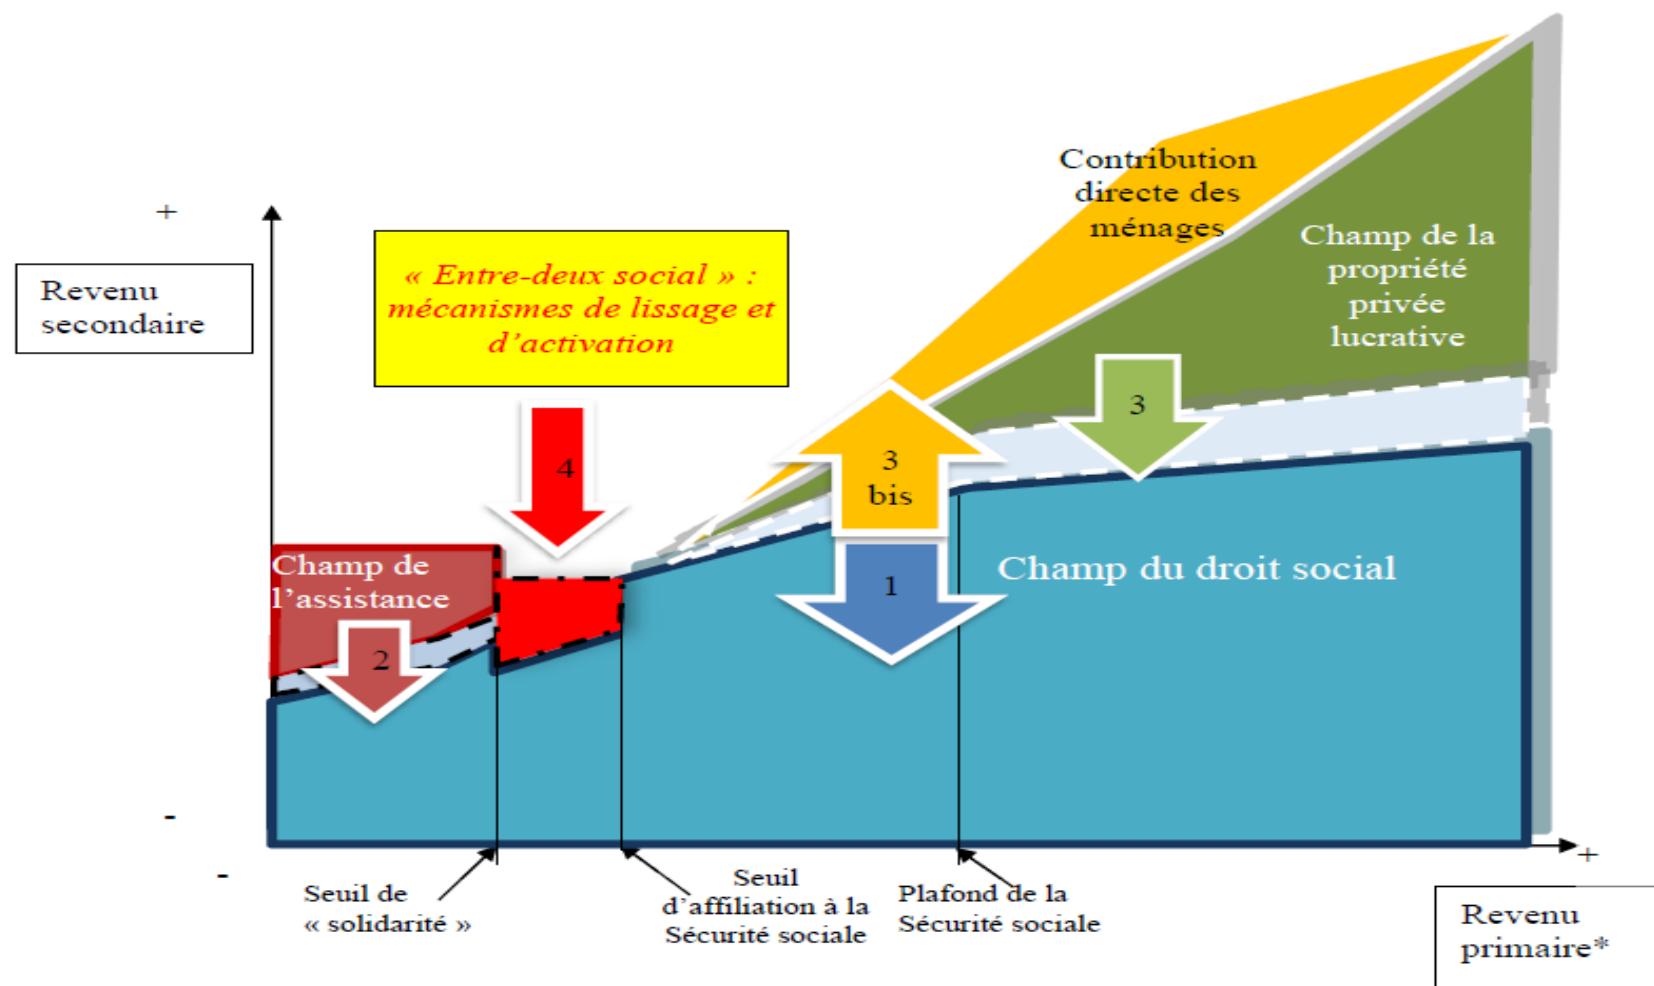 +
Revenu
secondaire
« Entre-deux social » :
mécanismes de lissage et
d’activation
Contribution
directe des
ménages
Champ de la
propriété
privée
lucrative
3
4
3
bis
1
Champ du droit social
Champ de
l’assistance
2
-
-
+
Seuil de
« solidarité »
Seuil
d’affiliation à la
Sécurité sociale
Plafond de la
Sécurité sociale
Revenu
primaire*